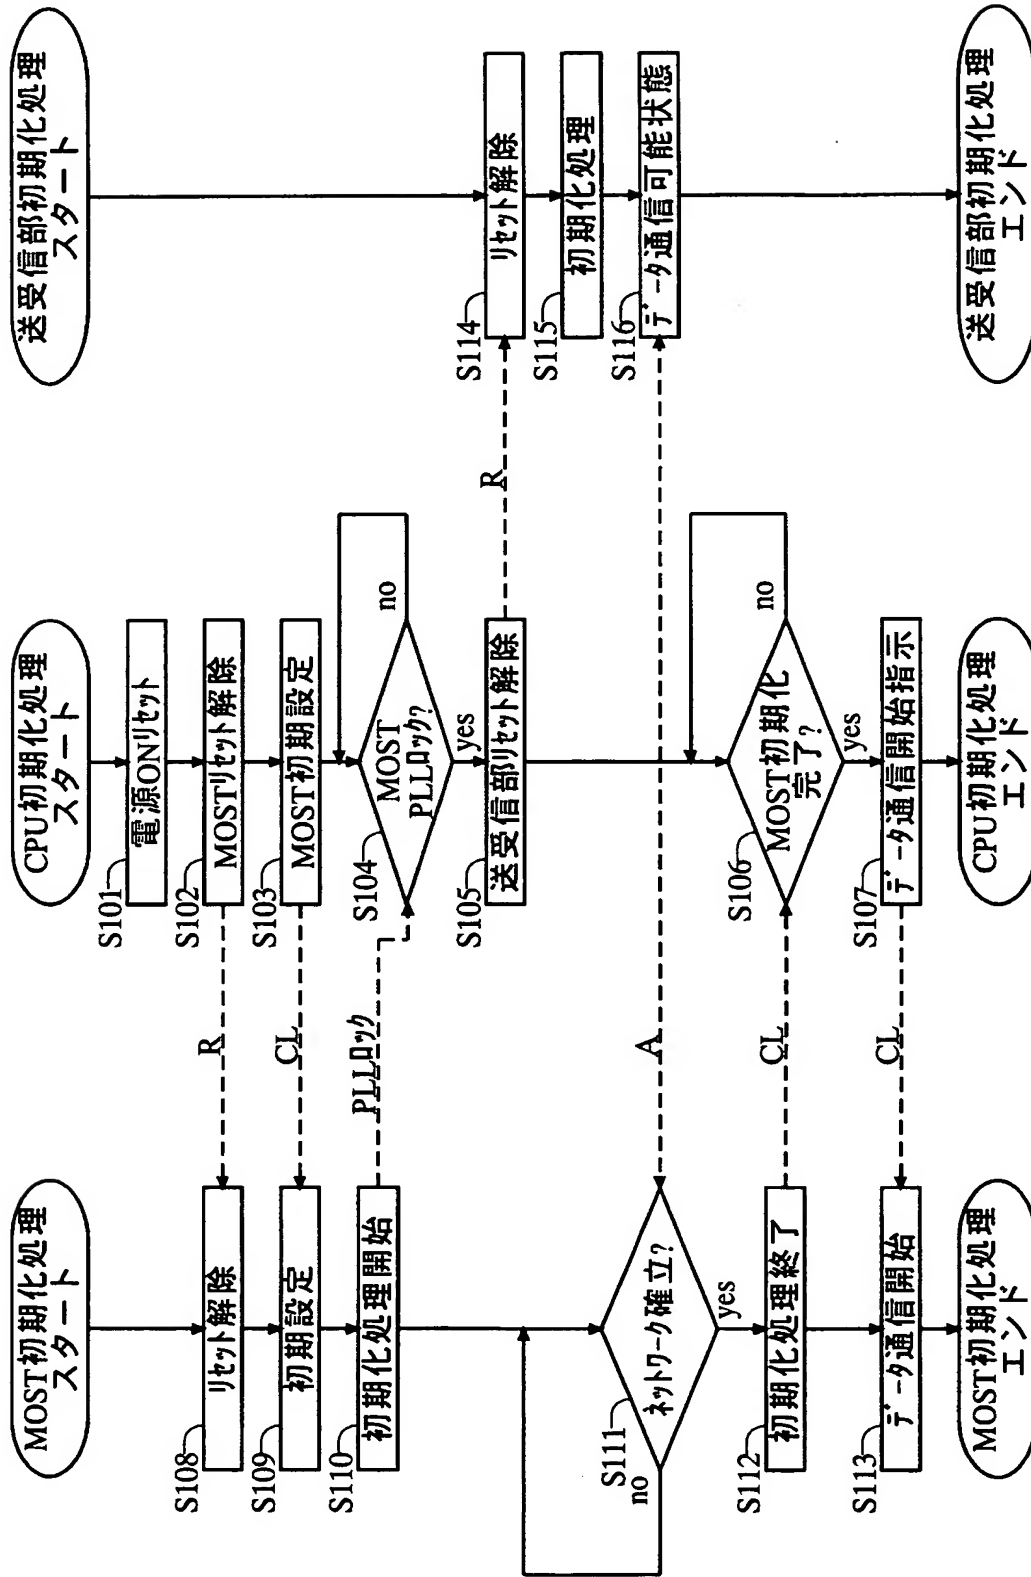 MOST初期化処理
スタート
S108
リセット解除
S109
初期設定
S110
初期化処理開始
S111
ネットワーク確立?
no
yes
S112
初期化処理終了
S113
データ通信開始
MOST初期化処理
エンド
R
CL
PLLロック
A
CL
CL
CPU初期化処理
スタート
S101
電源ONリセット
S102
MOSTリセット解除
S103
MOST初期設定
S104
MOST
PLLロック?
no
yes
S105
送受信部リセット解除
S106
MOST初期化
完了?
no
yes
S107
データ通信開始指示
CPU初期化処理
エンド
R
送受信部初期化処理
スタート
S114
リセット解除
S115
初期化処理
S116
データ通信可能状態
送受信部初期化処理
エンド